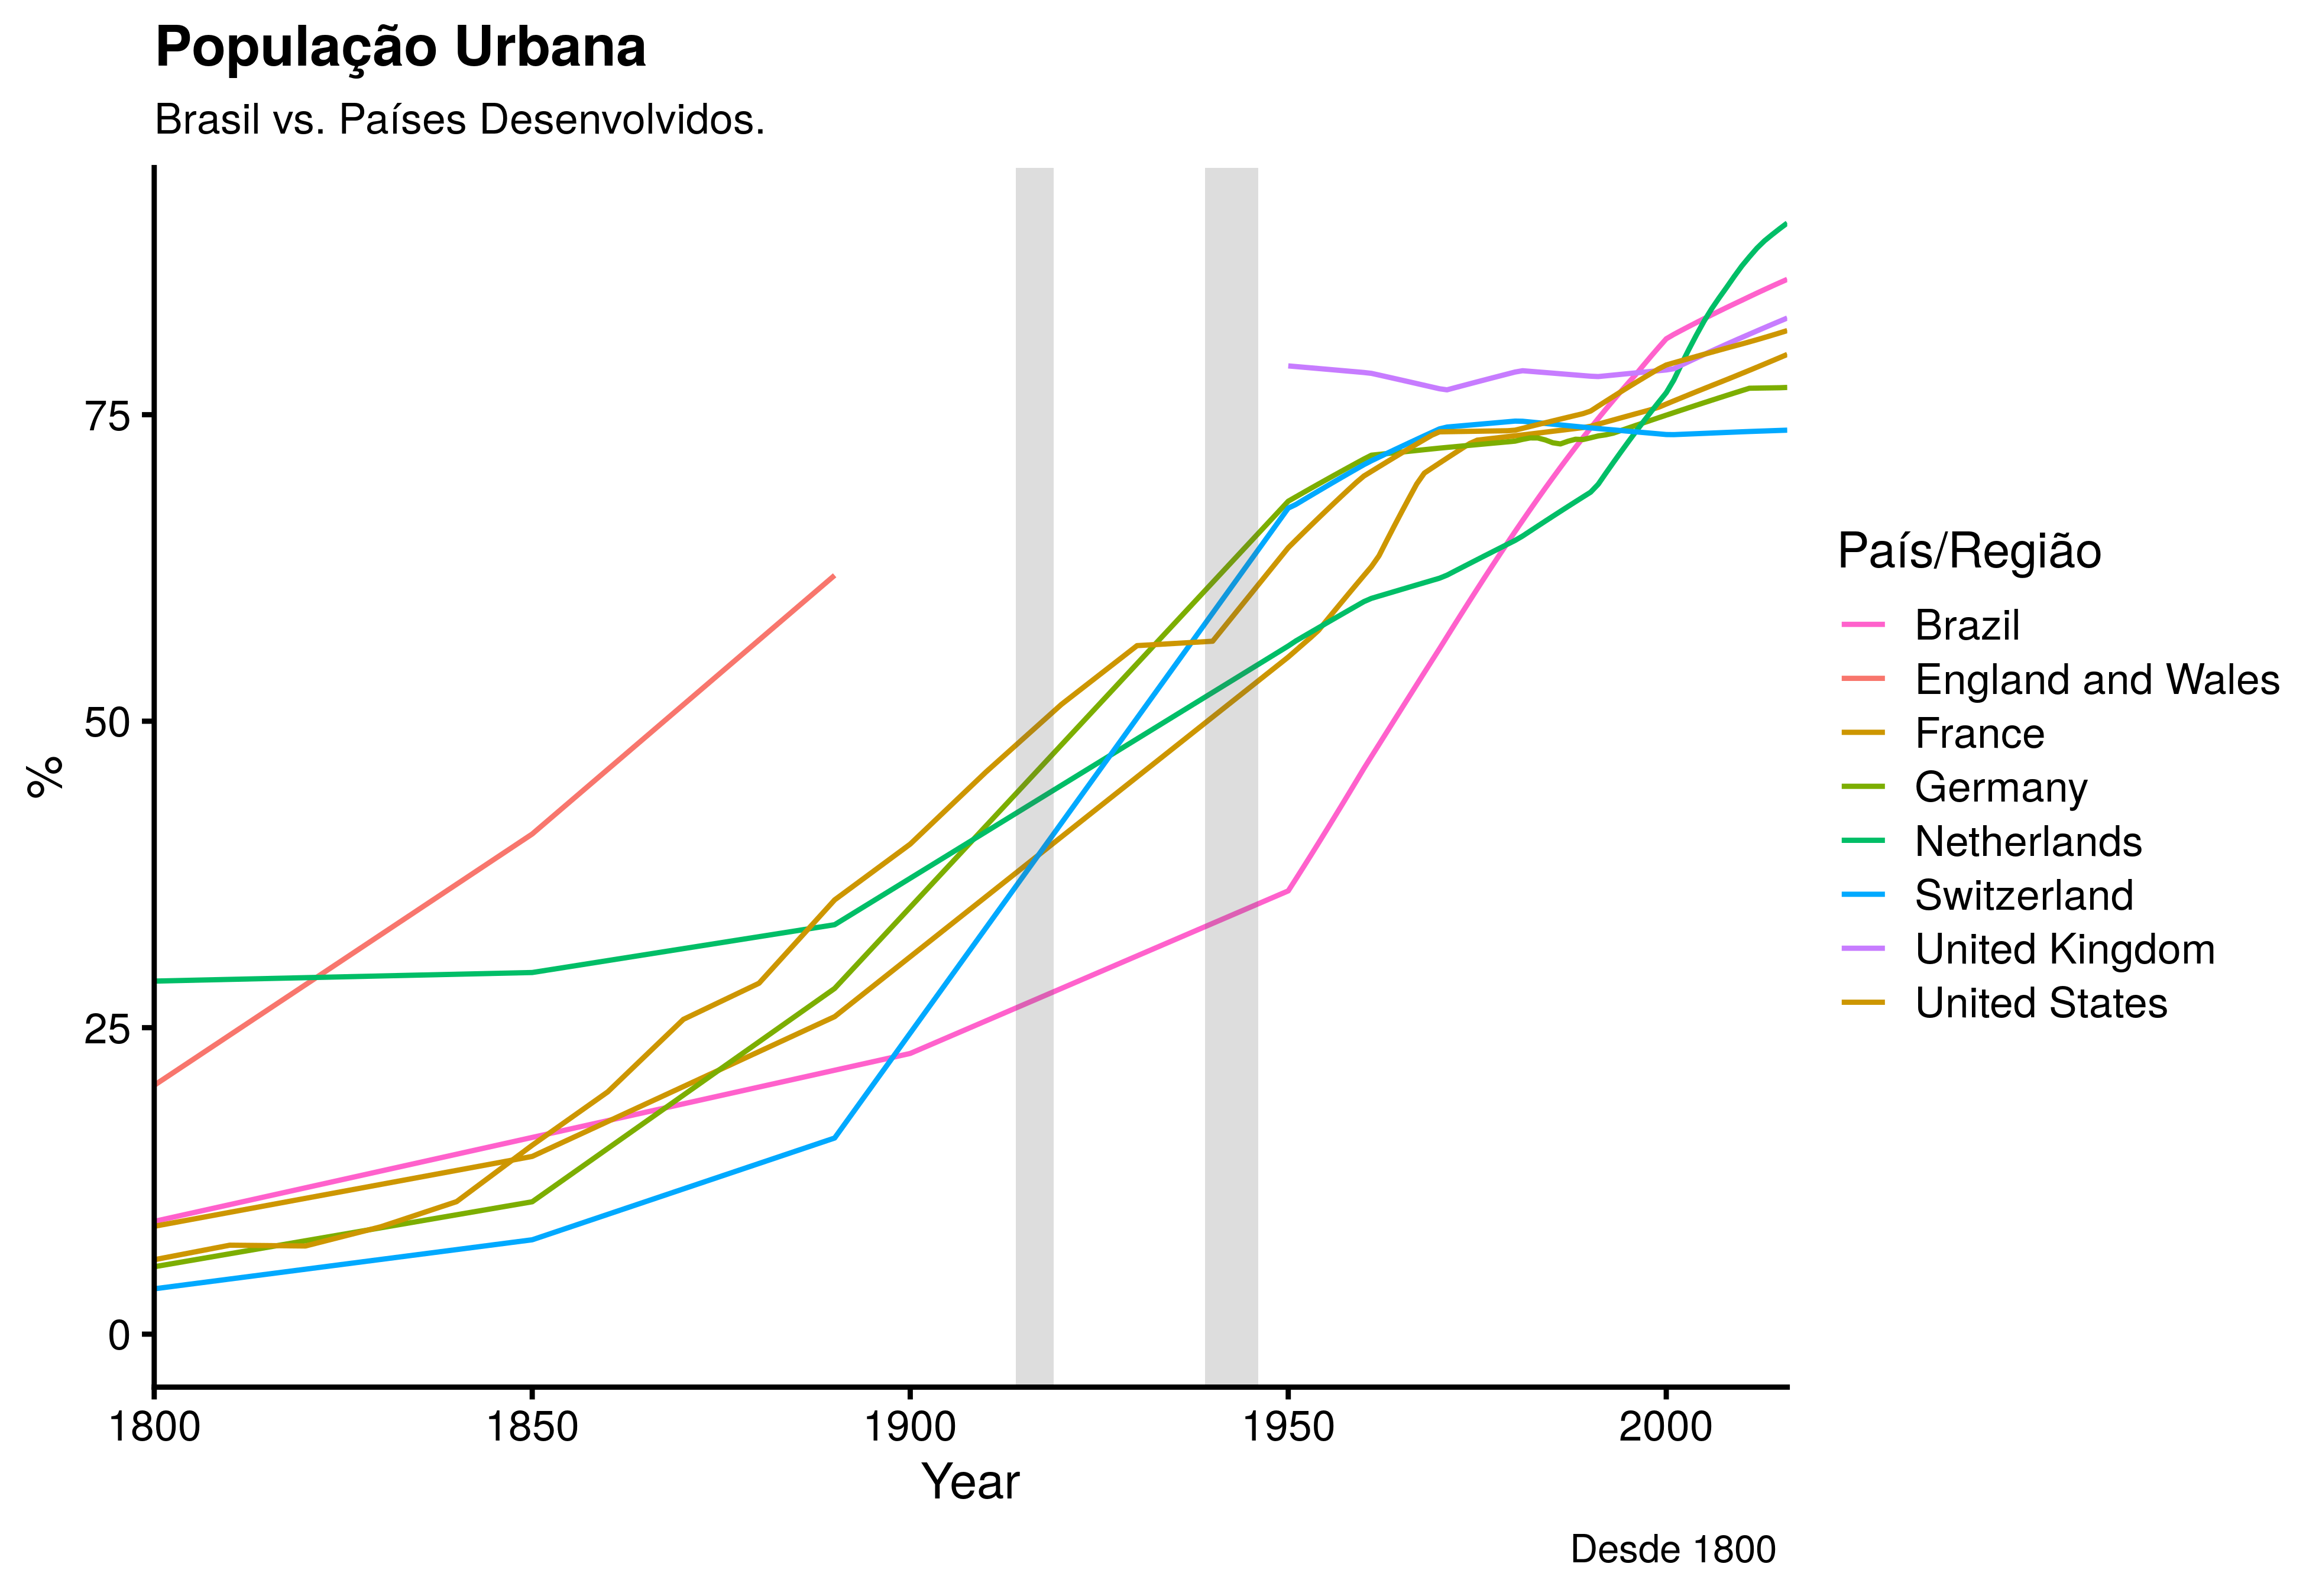 População Urbana
Brasil vs. Países Desenvolvidos.
%
75
50
25
0
1800
1850
1900
1950
2000
Year
País/Região
Brazil
England and Wales
France
Germany
Netherlands
Switzerland
United Kingdom
United States
Desde 1800